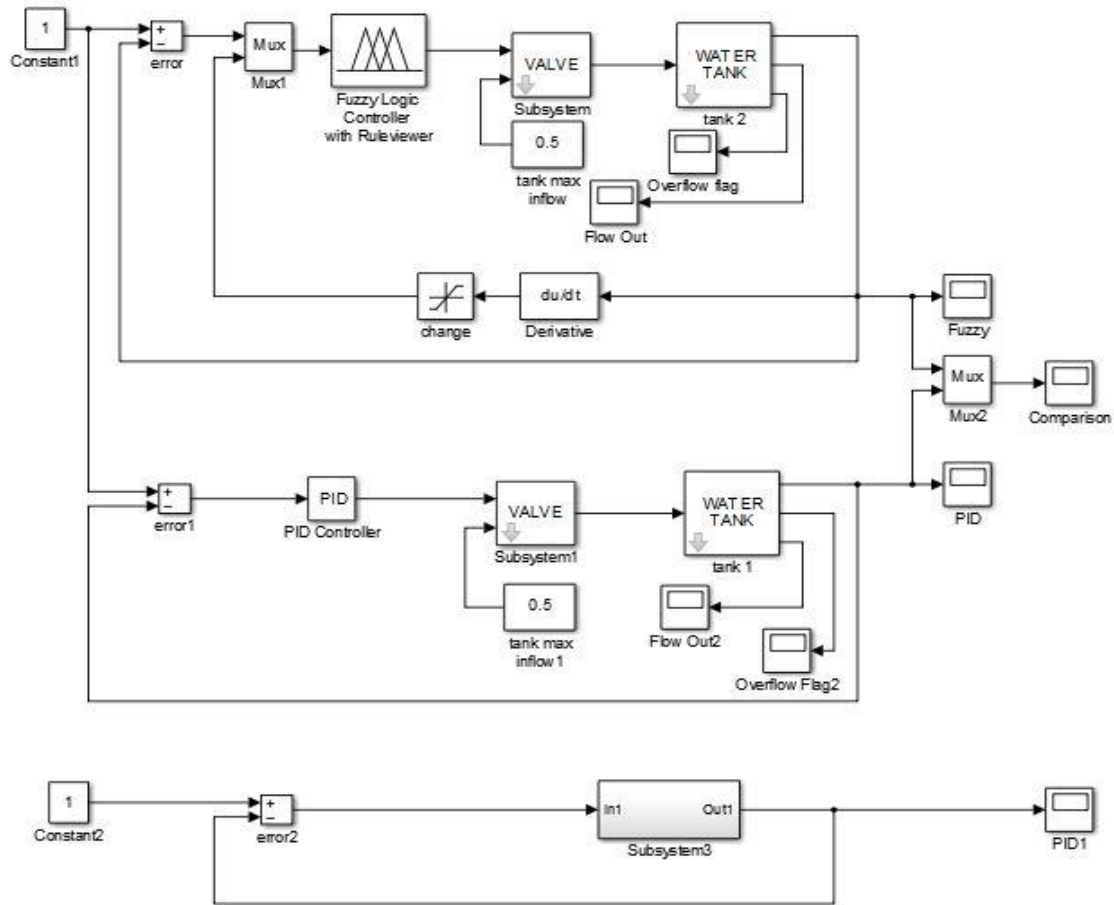 1
Constant1
+
−
error
Mux
Mux1
Fuzzy Logic
Controller
with Ruleviewer
VALVE
Subsystem
0.5
tank max
inflow
WATER
TANK
tank 2
Overflow flag
Flow Out
change
du/dt
Derivative
Fuzzy
Mux
Mux2
Comparison
+
−
error1
PID
PID Controller
VALVE
Subsystem1
0.5
tank max
inflow1
WATER
TANK
tank 1
Flow Out2
Overflow Flag2
PID
1
Constant2
+
−
error2
In1
Out1
Subsystem3
PID1